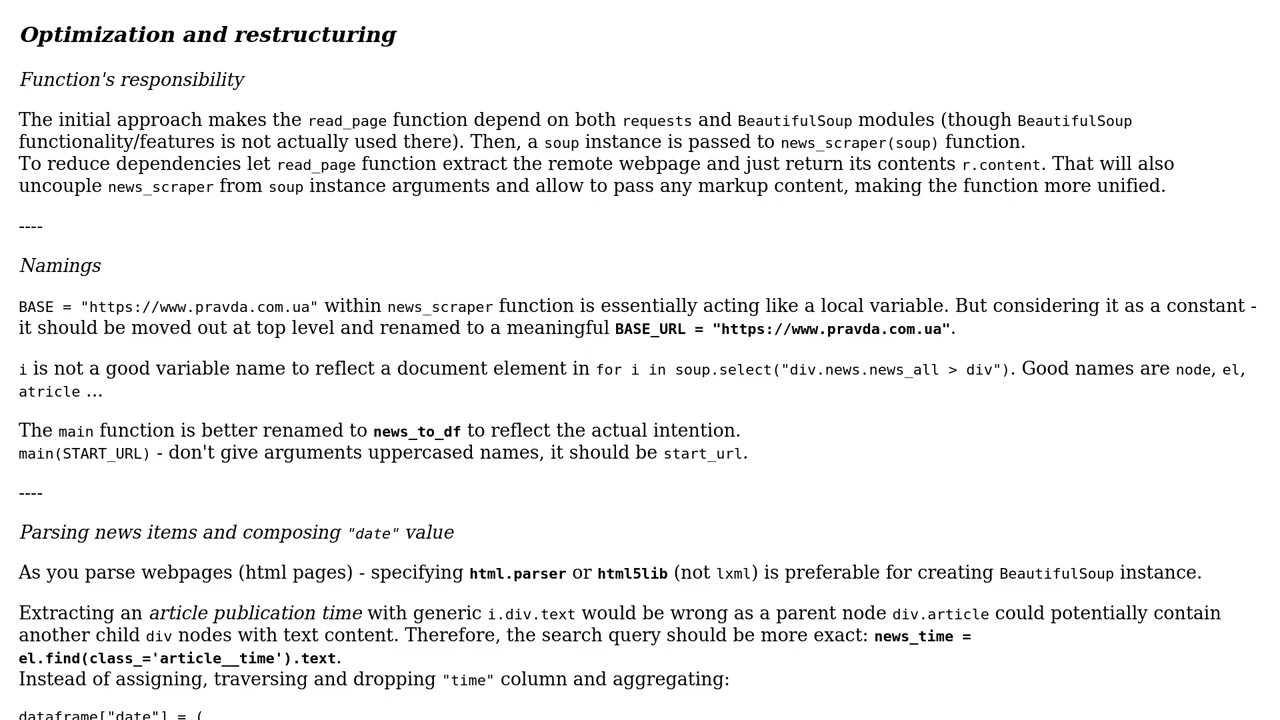 Optimization and restructuring
Function's responsibility
The initial approach makes the read_page function depend on both requests and BeautifulSoup modules (though BeautifulSoup
functionality/features is not actually used there). Then, a soup instance is passed to news_scraper(soup) function.
To reduce dependencies let read_page function extract the remote webpage and just return its contents r.content. That will also
uncouple news_scraper from soup instance arguments and allow to pass any markup content, making the function more unified.
----
Namings
BASE = "https://www.pravda.com.ua" within news_scraper function is essentially acting like a local variable. But considering it as a constant -
it should be moved out at top level and renamed to a meaningful BASE_URL = "https://www.pravda.com.ua".
i is not a good variable name to reflect a document element in for i in soup.select("div.news.news_all > div"). Good names are node, el,
atricle ...
The main function is better renamed to news_to_df to reflect the actual intention.
main(START_URL) - don't give arguments uppercased names, it should be start_url.
----
Parsing news items and composing "date" value
As you parse webpages (html pages) - specifying html.parser or html5lib (not lxml) is preferable for creating BeautifulSoup instance.
Extracting an article publication time with generic i.div.text would be wrong as a parent node div.article could potentially contain
another child div nodes with text content. Therefore, the search query should be more exact: news_time =
el.find(class_='article__time').text.
Instead of assigning, traversing and dropping "time" column and aggregating:
dataframe["date"] = (